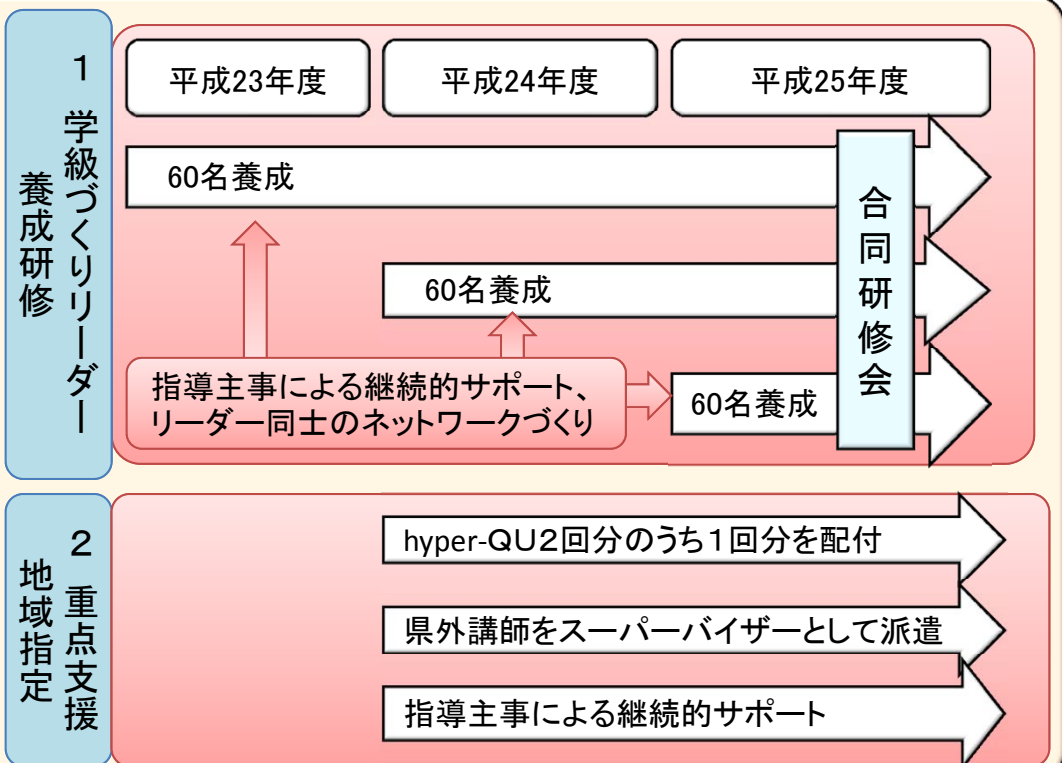 1 学級づくりリーダー
養成研修
平成23年度
平成24年度
平成25年度
60名養成
60名養成
60名養成
合同研修会
指導主事による継続的サポート、
リーダー同士のネットワークづくり
2 重点支援
地域指定
hyper-QU2回分のうち1回分を配付
県外講師をスーパーバイザーとして派遣
指導主事による継続的サポート